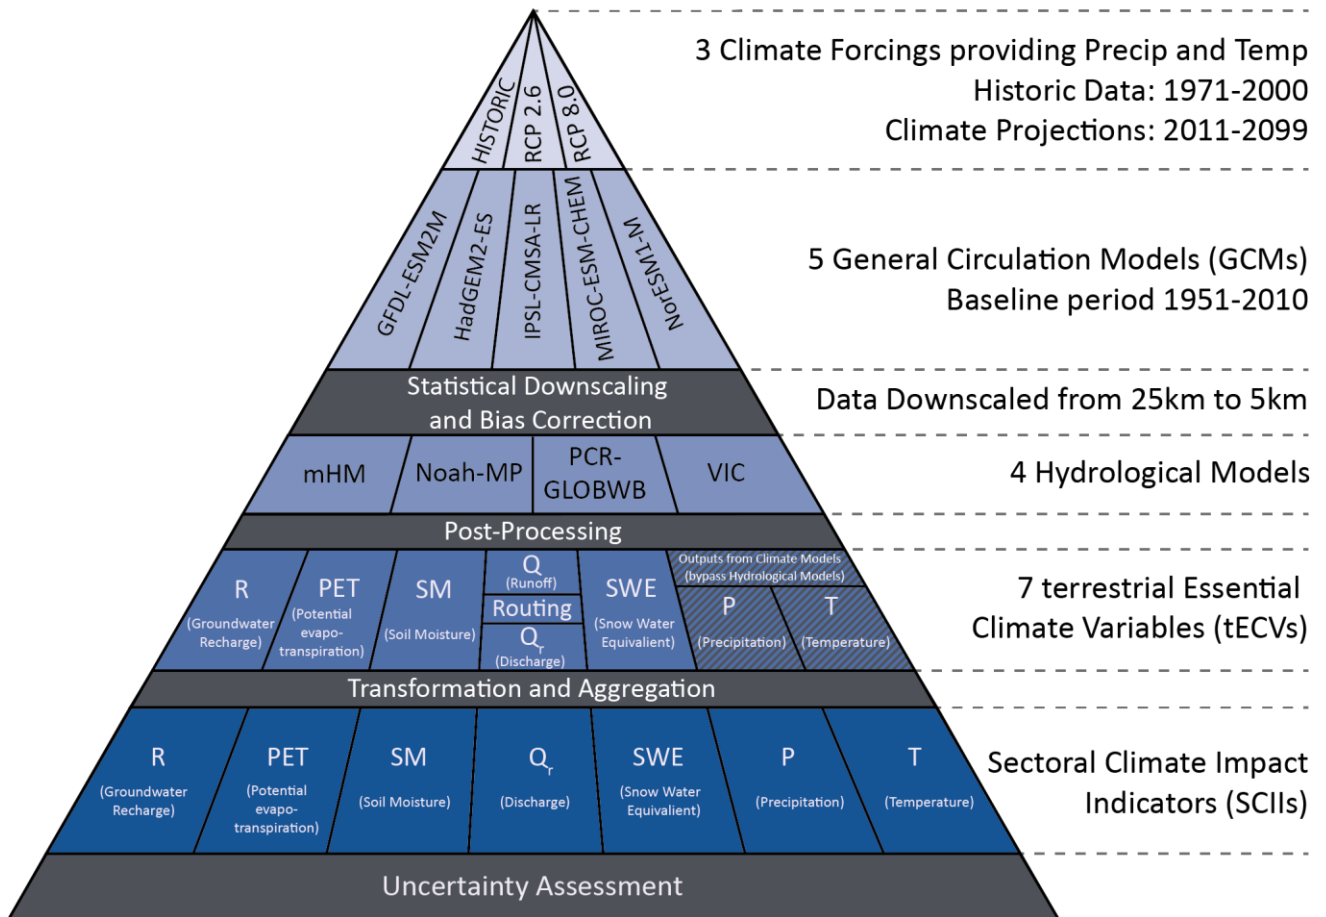 3 Climate Forcings providing Precip and Temp
Historic Data: 1971-2000
Climate Projections: 2011-2099
HISTORIC
RCP 2.6
RCP 8.0
5 General Circulation Models (GCMs)
Baseline period 1951-2010
GFDL-ESM2M
HadGEM2-ES
IPSL-CMSA-LR
MIROC-ESM-CHEM
NorESM1-M
Statistical Downscaling
and Bias Correction
Data Downscaled from 25km to 5km
mHM
Noah-MP
PCR-
GLOBWB
VIC
4 Hydrological Models
Post-Processing
R
(Groundwater
Recharge)
PET
(Potential
evapo-
transpiration)
SM
(Soil Moisture)
Q
(Runoff)
Routing
Qr
(Discharge)
SWE
(Snow Water
Equivalent)
Outputs from Climate Models
(bypass Hydrological Models)
P
(Precipitation)
T
(Temperature)
7 terrestrial Essential
Climate Variables (tECVs)
Transformation and Aggregation
R
(Groundwater
Recharge)
PET
(Potential
evapo-
transpiration)
SM
(Soil Moisture)
Qr
(Discharge)
SWE
(Snow Water
Equivalent)
P
(Precipitation)
T
(Temperature)
Sectoral Climate Impact
Indicators (SCIIs)
Uncertainty Assessment